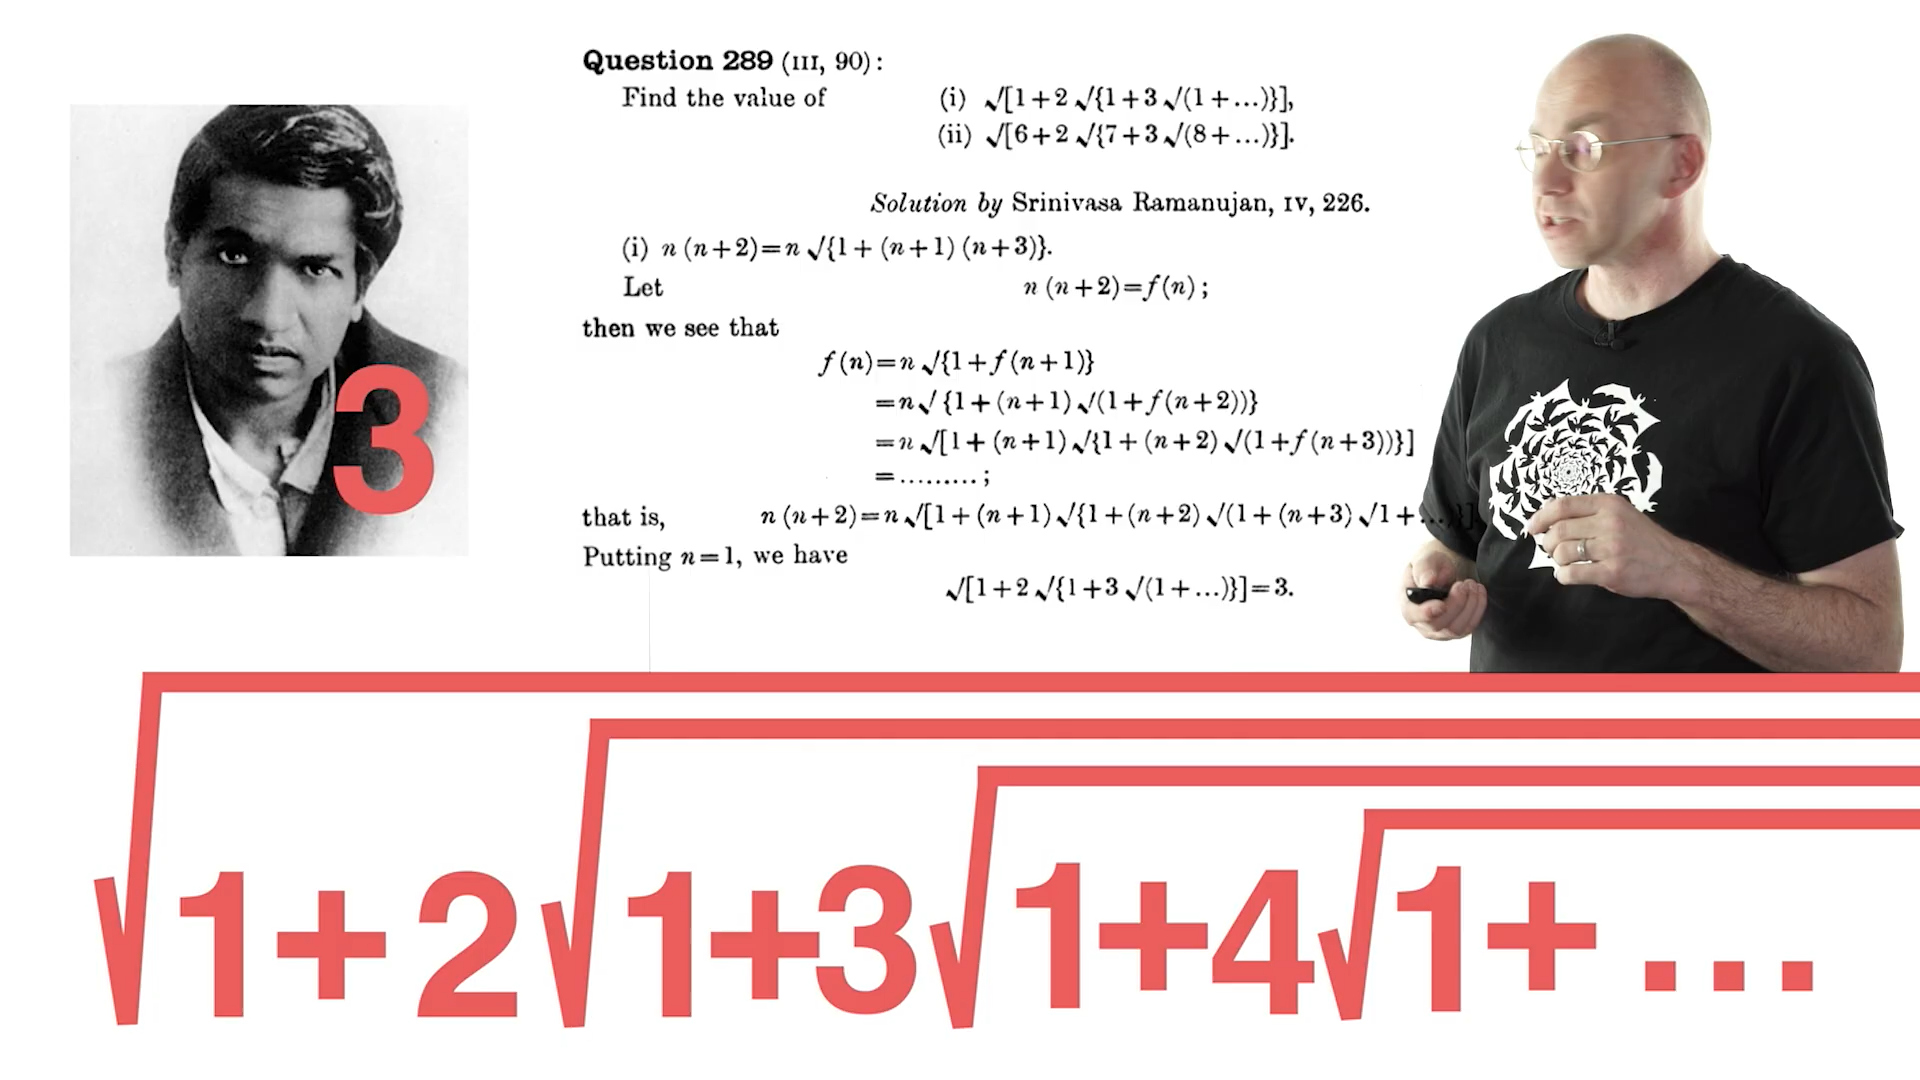 Question 289 (III, 90):
Find the value of (i) √[1+2√{1+3√(1+...)}],
(ii) √[6+2√{7+3√(8+...)}].
Solution by Srinivasa Ramanujan, IV, 226.
(i) n(n+2)=n√{1+(n+1)(n+3)}.
Let n(n+2)=f(n);
then we see that
f(n)=n√{1+f(n+1)}
=n√{1+(n+1)√(1+f(n+2))}
=n√[1+(n+1)√{1+(n+2)√(1+f(n+3))}]
=.........;
that is, n(n+2)=n√[1+(n+1)√{1+(n+2)√(1+(n+3)√1+...)}]
Putting n=1, we have
√[1+2√{1+3√(1+...)}]=3.
3
√1+2√1+3√1+4√1+...